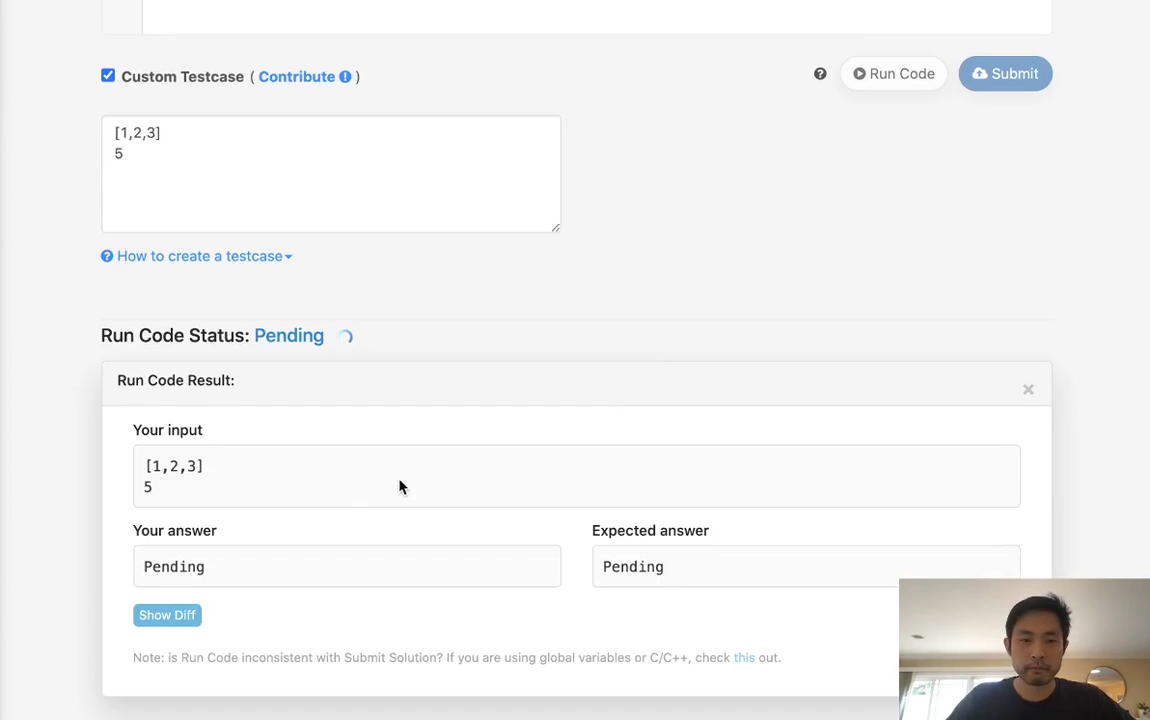 Custom Testcase ( Contribute )
Run Code
Submit
[1,2,3]
5
How to create a testcase
Run Code Status: Pending
Run Code Result:
Your input
[1,2,3]
5
Your answer
Expected answer
Pending
Pending
Show Diff
Note: is Run Code inconsistent with Submit Solution? If you are using global variables or C/C++, check this out.